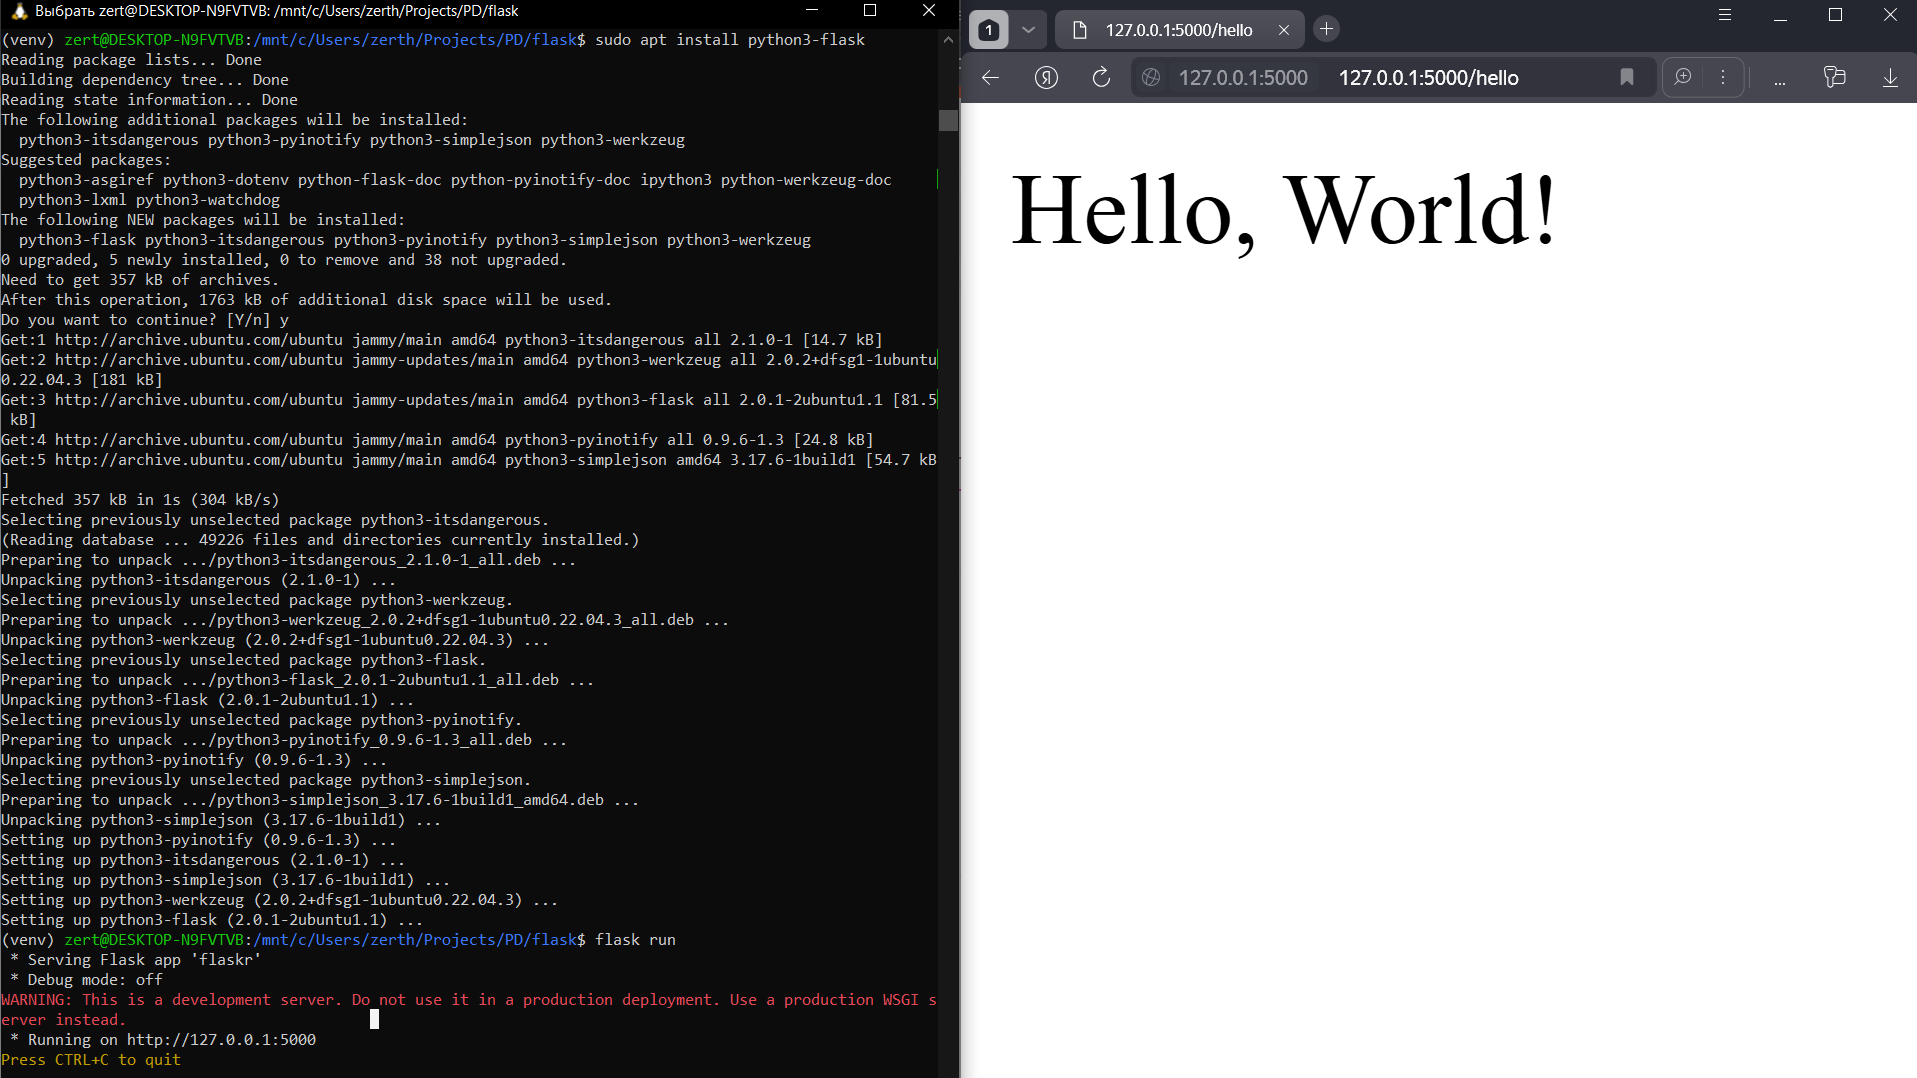 Выбрать zert@DESKTOP-N9FVTVB: /mnt/c/Users/zerth/Projects/PD/flask
(venv) zert@DESKTOP-N9FVTVB:/mnt/c/Users/zerth/Projects/PD/flask$ sudo apt install python3-flask
Reading package lists... Done
Building dependency tree... Done
Reading state information... Done
The following additional packages will be installed:
  python3-itsdangerous python3-pyinotify python3-simplejson python3-werkzeug
Suggested packages:
  python3-asgiref python3-dotenv python-flask-doc python-pyinotify-doc ipython3 python-werkzeug-doc
  python3-lxml python3-watchdog
The following NEW packages will be installed:
  python3-flask python3-itsdangerous python3-pyinotify python3-simplejson python3-werkzeug
0 upgraded, 5 newly installed, 0 to remove and 38 not upgraded.
Need to get 357 kB of archives.
After this operation, 1763 kB of additional disk space will be used.
Do you want to continue? [Y/n] y
Get:1 http://archive.ubuntu.com/ubuntu jammy/main amd64 python3-itsdangerous all 2.1.0-1 [14.7 kB]
Get:2 http://archive.ubuntu.com/ubuntu jammy-updates/main amd64 python3-werkzeug all 2.0.2+dfsg1-1ubuntu
0.22.04.3 [181 kB]
Get:3 http://archive.ubuntu.com/ubuntu jammy-updates/main amd64 python3-flask all 2.0.1-2ubuntu1.1 [81.5
 kB]
Get:4 http://archive.ubuntu.com/ubuntu jammy/main amd64 python3-pyinotify all 0.9.6-1.3 [24.8 kB]
Get:5 http://archive.ubuntu.com/ubuntu jammy/main amd64 python3-simplejson amd64 3.17.6-1build1 [54.7 kB
]
Fetched 357 kB in 1s (304 kB/s)
Selecting previously unselected package python3-itsdangerous.
(Reading database ... 49226 files and directories currently installed.)
Preparing to unpack .../python3-itsdangerous_2.1.0-1_all.deb ...
Unpacking python3-itsdangerous (2.1.0-1) ...
Selecting previously unselected package python3-werkzeug.
Preparing to unpack .../python3-werkzeug_2.0.2+dfsg1-1ubuntu0.22.04.3_all.deb ...
Unpacking python3-werkzeug (2.0.2+dfsg1-1ubuntu0.22.04.3) ...
Selecting previously unselected package python3-flask.
Preparing to unpack .../python3-flask_2.0.1-2ubuntu1.1_all.deb ...
Unpacking python3-flask (2.0.1-2ubuntu1.1) ...
Selecting previously unselected package python3-pyinotify.
Preparing to unpack .../python3-pyinotify_0.9.6-1.3_all.deb ...
Unpacking python3-pyinotify (0.9.6-1.3) ...
Selecting previously unselected package python3-simplejson.
Preparing to unpack .../python3-simplejson_3.17.6-1build1_amd64.deb ...
Unpacking python3-simplejson (3.17.6-1build1) ...
Setting up python3-pyinotify (0.9.6-1.3) ...
Setting up python3-itsdangerous (2.1.0-1) ...
Setting up python3-simplejson (3.17.6-1build1) ...
Setting up python3-werkzeug (2.0.2+dfsg1-1ubuntu0.22.04.3) ...
Setting up python3-flask (2.0.1-2ubuntu1.1) ...
(venv) zert@DESKTOP-N9FVTVB:/mnt/c/Users/zerth/Projects/PD/flask$ flask run
 * Serving Flask app 'flaskr'
 * Debug mode: off
WARNING: This is a development server. Do not use it in a production deployment. Use a production WSGI s
erver instead.
 * Running on http://127.0.0.1:5000
Press CTRL+C to quit
1
127.0.0.1:5000/hello
Я
127.0.0.1:5000 127.0.0.1:5000/hello
...
Hello, World!